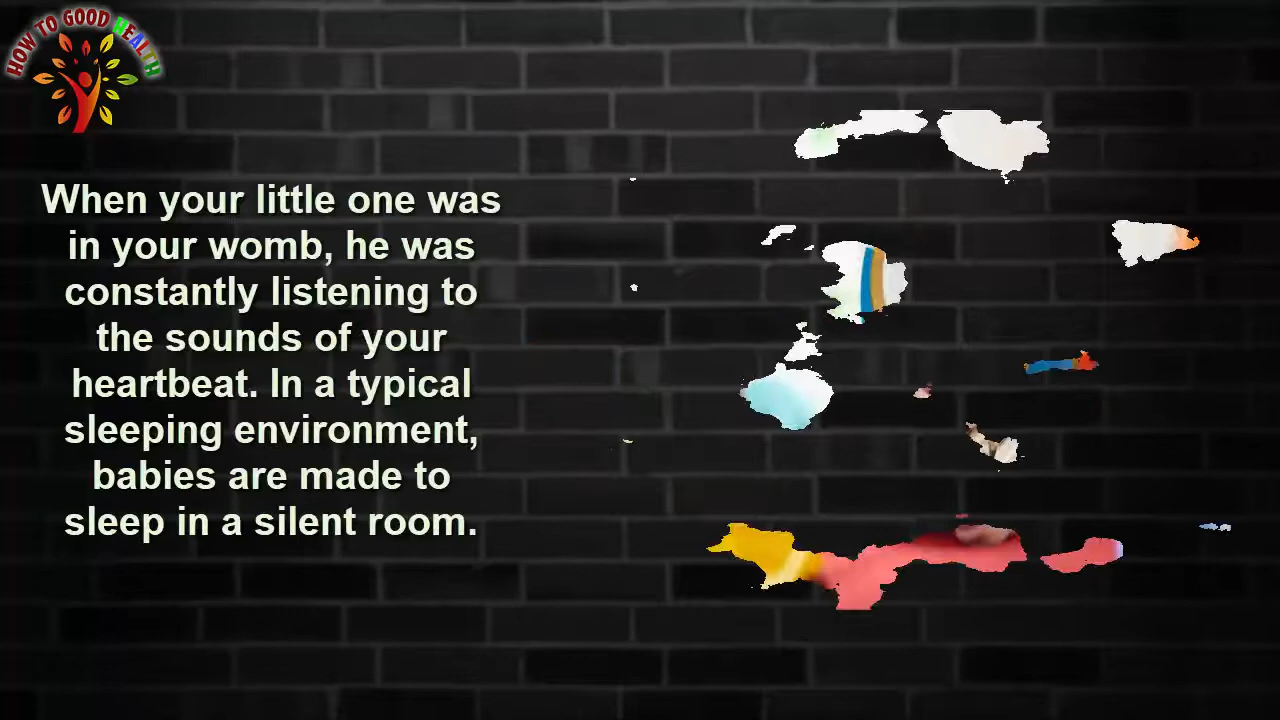 HOW TO GOOD HEALTH
When your little one was
in your womb, he was
constantly listening to
the sounds of your
heartbeat. In a typical
sleeping environment,
babies are made to
sleep in a silent room.